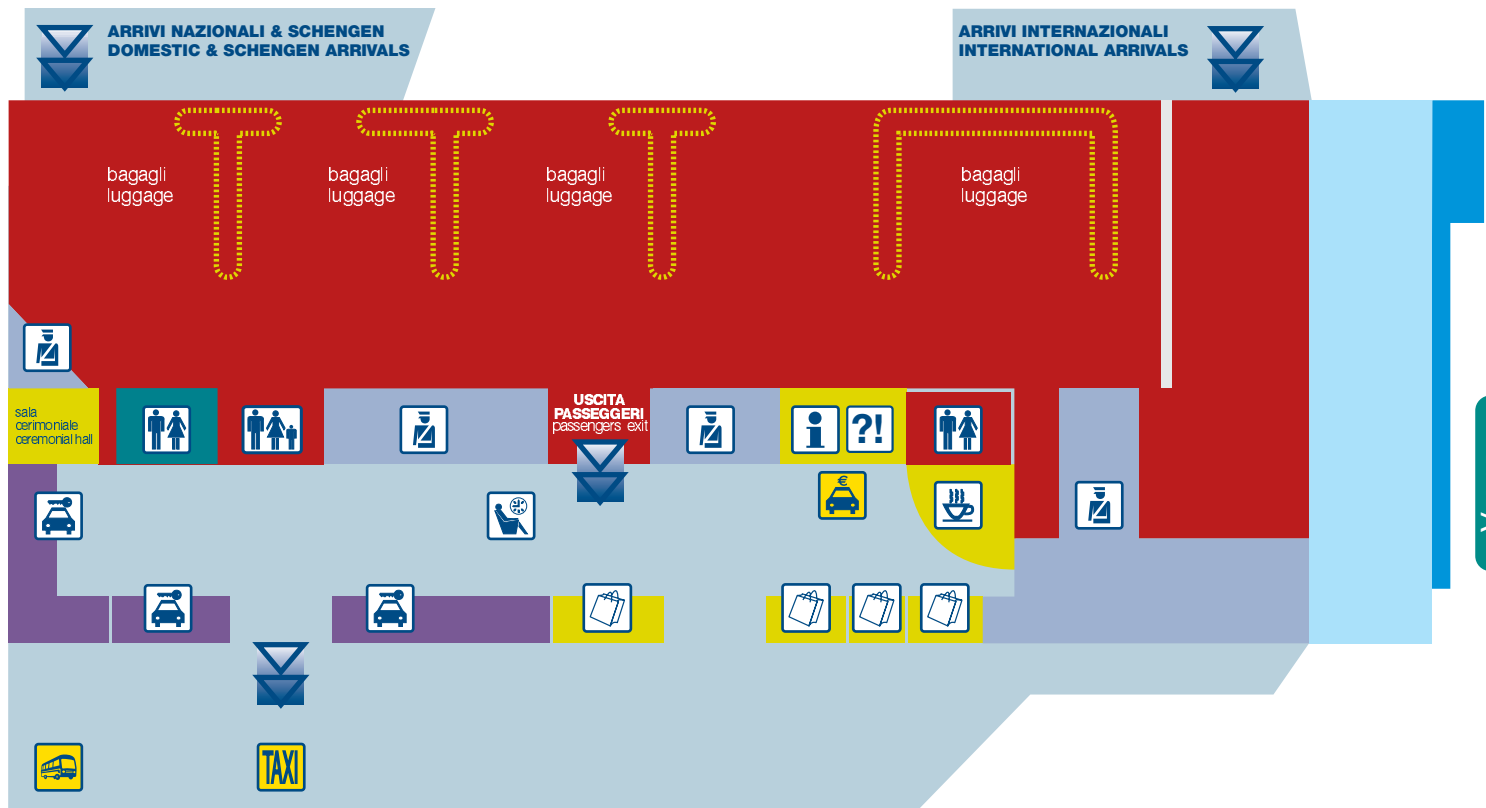 ARRIVI NAZIONALI & SCHENGEN
DOMESTIC & SCHENGEN ARRIVALS
ARRIVI INTERNAZIONALI
INTERNATIONAL ARRIVALS
bagagli
luggage
bagagli
luggage
bagagli
luggage
bagagli
luggage
sala
cerimoniale
ceremonial hall
USCITA
PASSEGGERI
passengers exit
i
?!
€
TAXI